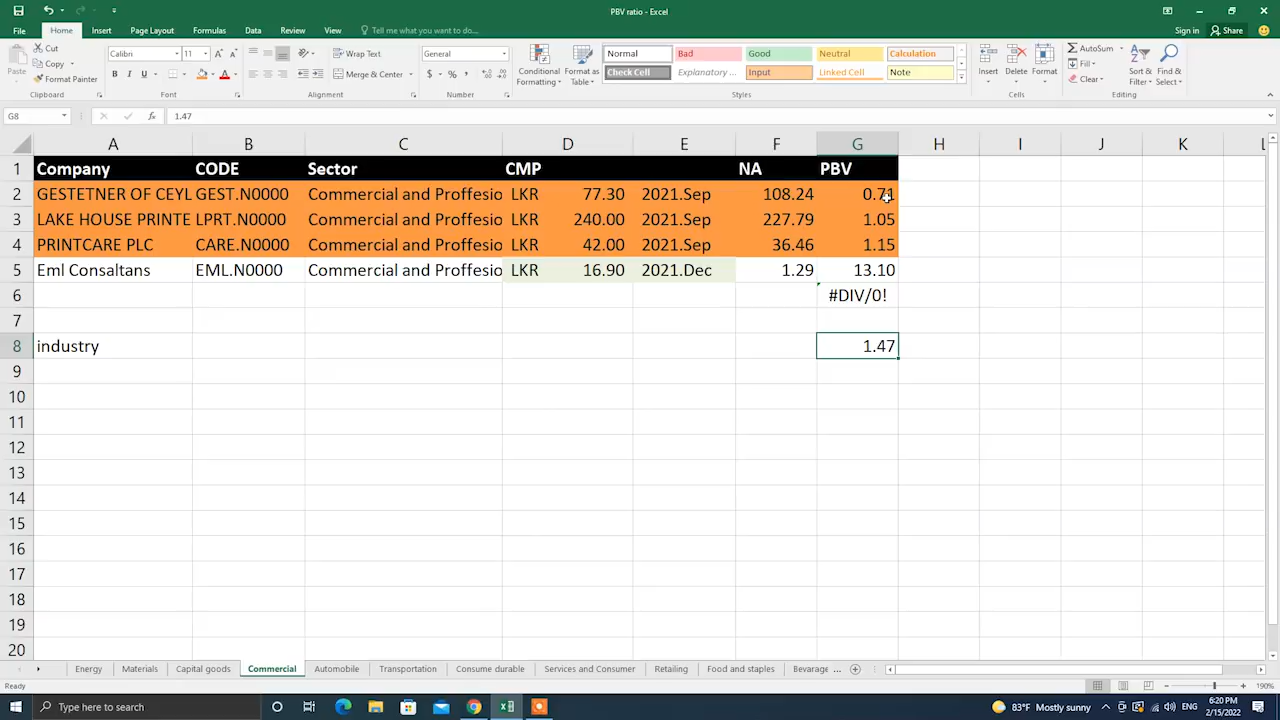 PBV ratio - Excel
File Home Insert Page Layout Formulas Data Review View Tell me what you want to do... Sign in Share
Cut
Copy
Format Painter
Paste
Clipboard
Calibri 11
B I U
Font
Wrap Text
Merge & Center
Alignment
General
$ % ,
Number
Conditional Formatting
Format as Table
Normal Bad Good Neutral Calculation
Check Cell Explanatory ... Input Linked Cell Note
Styles
Insert Delete Format
Cells
AutoSum
Fill
Clear
Sort & Filter
Find & Select
Editing
G8 fx 1.47
A B C D E F G H I J K L
1 Company CODE Sector CMP NA PBV
2 GESTETNER OF CEYL GEST.N0000 Commercial and Proffesio LKR 77.30 2021.Sep 108.24 0.71
3 LAKE HOUSE PRINTE LPRT.N0000 Commercial and Proffesio LKR 240.00 2021.Sep 227.79 1.05
4 PRINTCARE PLC CARE.N0000 Commercial and Proffesio LKR 42.00 2021.Sep 36.46 1.15
5 Eml Consaltans EML.N0000 Commercial and Proffesio LKR 16.90 2021.Dec 1.29 13.10
6 #DIV/0!
7
8 industry 1.47
9
10
11
12
13
14
15
16
17
18
19
20
Energy Materials Capital goods Commercial Automobile Transportation Consume durable Services and Consumer Retailing Food and staples Bevarage ...
Ready 190%
Type here to search 83°F Mostly sunny 6:20 PM
2/15/2022